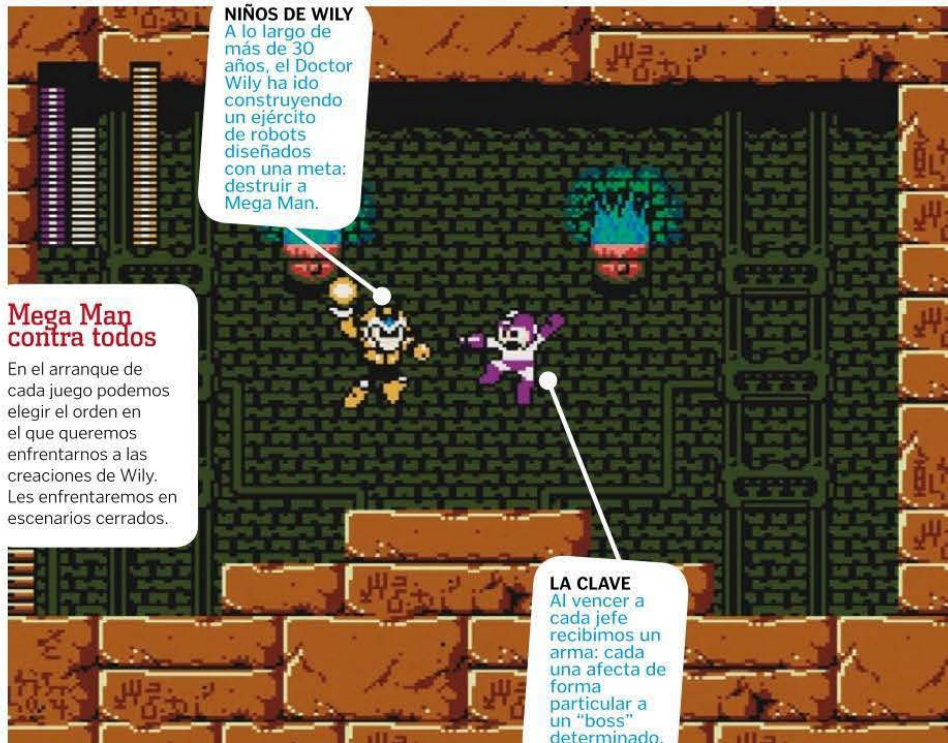 NIÑOS DE WILY
A lo largo de
más de 30
años, el Doctor
Wily ha ido
construyendo
un ejército
de robots
diseñados
con una meta:
destruir a
Mega Man.
Mega Man
contra todos
En el arranque de
cada juego podemos
elegir el orden en
el que queremos
enfrentarnos a las
creaciones de Wily.
Les enfrentaremos en
escenarios cerrados.
LA CLAVE
Al vencer a
cada jefe
recibimos un
arma: cada
una afecta de
forma
particular a
un “boss”
determinado.